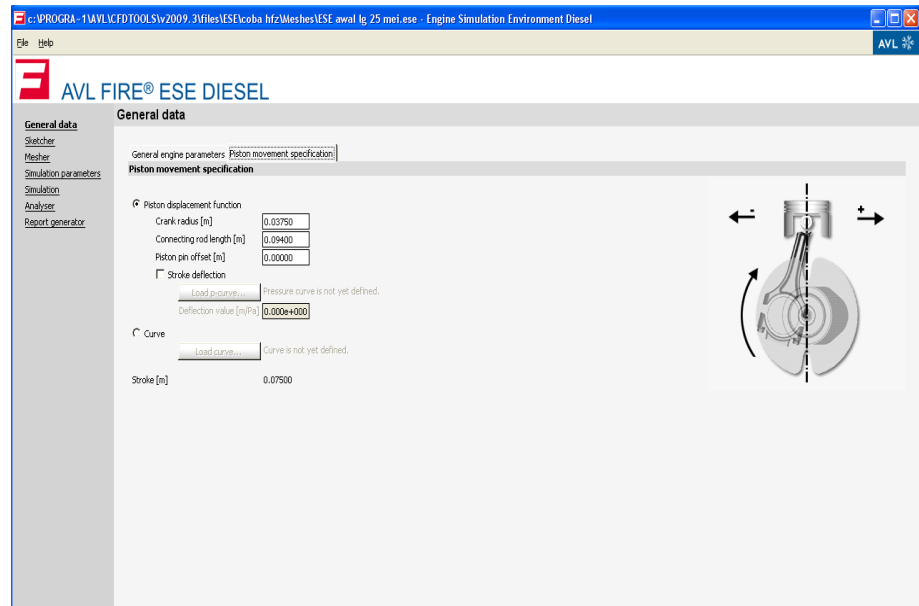 c:\PROGRA~1\AVL\CFDTOOLS\v2009.3\files\ESE\coba hfz\Meshes\ESE awal lg 25 mei.ese - Engine Simulation Environment Diesel
File Help
AVL
AVL FIRE® ESE DIESEL
General data
General data
Sketcher
Mesher
Simulation parameters
Simulation
Analyser
Report generator
General engine parameters Piston movement specification
Piston movement specification
Piston displacement function
Crank radius [m] 0.03750
Connecting rod length [m] 0.09400
Piston pin offset [m] 0.00000
Stroke deflection
Load p-curve... Pressure curve is not yet defined.
Deflection value [m/Pa] 0.000e+000
Curve
Load curve... Curve is not yet defined.
Stroke [m] 0.07500
- +